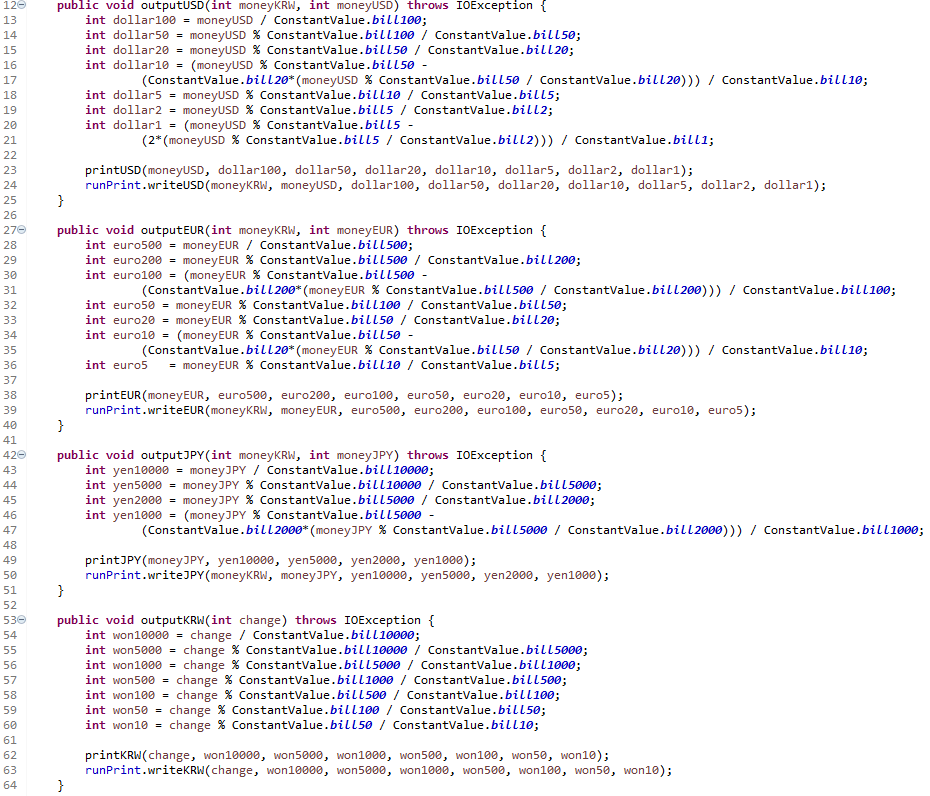 12 public void outputUSD(int moneyKRW, int moneyUSD) throws IOException {
13 int dollar100 = moneyUSD / ConstantValue.bill100;
14 int dollar50 = moneyUSD % ConstantValue.bill100 / ConstantValue.bill50;
15 int dollar20 = moneyUSD % ConstantValue.bill50 / ConstantValue.bill20;
16 int dollar10 = (moneyUSD % ConstantValue.bill50 -
17 (ConstantValue.bill20*(moneyUSD % ConstantValue.bill50 / ConstantValue.bill20))) / ConstantValue.bill10;
18 int dollar5 = moneyUSD % ConstantValue.bill10 / ConstantValue.bill5;
19 int dollar2 = moneyUSD % ConstantValue.bill5 / ConstantValue.bill2;
20 int dollar1 = (moneyUSD % ConstantValue.bill5 -
21 (2*(moneyUSD % ConstantValue.bill5 / ConstantValue.bill2))) / ConstantValue.bill1;
22
23 printUSD(moneyUSD, dollar100, dollar50, dollar20, dollar10, dollar5, dollar2, dollar1);
24 runPrint.writeUSD(moneyKRW, moneyUSD, dollar100, dollar50, dollar20, dollar10, dollar5, dollar2, dollar1);
25 }
26
27 public void outputEUR(int moneyKRW, int moneyEUR) throws IOException {
28 int euro500 = moneyEUR / ConstantValue.bill500;
29 int euro200 = moneyEUR % ConstantValue.bill500 / ConstantValue.bill200;
30 int euro100 = (moneyEUR % ConstantValue.bill500 -
31 (ConstantValue.bill200*(moneyEUR % ConstantValue.bill500 / ConstantValue.bill200))) / ConstantValue.bill100;
32 int euro50 = moneyEUR % ConstantValue.bill100 / ConstantValue.bill50;
33 int euro20 = moneyEUR % ConstantValue.bill50 / ConstantValue.bill20;
34 int euro10 = (moneyEUR % ConstantValue.bill50 -
35 (ConstantValue.bill20*(moneyEUR % ConstantValue.bill50 / ConstantValue.bill20))) / ConstantValue.bill10;
36 int euro5   = moneyEUR % ConstantValue.bill10 / ConstantValue.bill5;
37
38 printEUR(moneyEUR, euro500, euro200, euro100, euro50, euro20, euro10, euro5);
39 runPrint.writeEUR(moneyKRW, moneyEUR, euro500, euro200, euro100, euro50, euro20, euro10, euro5);
40 }
41
42 public void outputJPY(int moneyKRW, int moneyJPY) throws IOException {
43 int yen10000 = moneyJPY / ConstantValue.bill10000;
44 int yen5000 = moneyJPY % ConstantValue.bill10000 / ConstantValue.bill5000;
45 int yen2000 = moneyJPY % ConstantValue.bill5000 / ConstantValue.bill2000;
46 int yen1000 = (moneyJPY % ConstantValue.bill5000 -
47 (ConstantValue.bill2000*(moneyJPY % ConstantValue.bill5000 / ConstantValue.bill2000))) / ConstantValue.bill1000;
48
49 printJPY(moneyJPY, yen10000, yen5000, yen2000, yen1000);
50 runPrint.writeJPY(moneyKRW, moneyJPY, yen10000, yen5000, yen2000, yen1000);
51 }
52
53 public void outputKRW(int change) throws IOException {
54 int won10000 = change / ConstantValue.bill10000;
55 int won5000 = change % ConstantValue.bill10000 / ConstantValue.bill5000;
56 int won1000 = change % ConstantValue.bill5000 / ConstantValue.bill1000;
57 int won500 = change % ConstantValue.bill1000 / ConstantValue.bill500;
58 int won100 = change % ConstantValue.bill500 / ConstantValue.bill100;
59 int won50 = change % ConstantValue.bill100 / ConstantValue.bill50;
60 int won10 = change % ConstantValue.bill50 / ConstantValue.bill10;
61
62 printKRW(change, won10000, won5000, won1000, won500, won100, won50, won10);
63 runPrint.writeKRW(change, won10000, won5000, won1000, won500, won100, won50, won10);
64 }